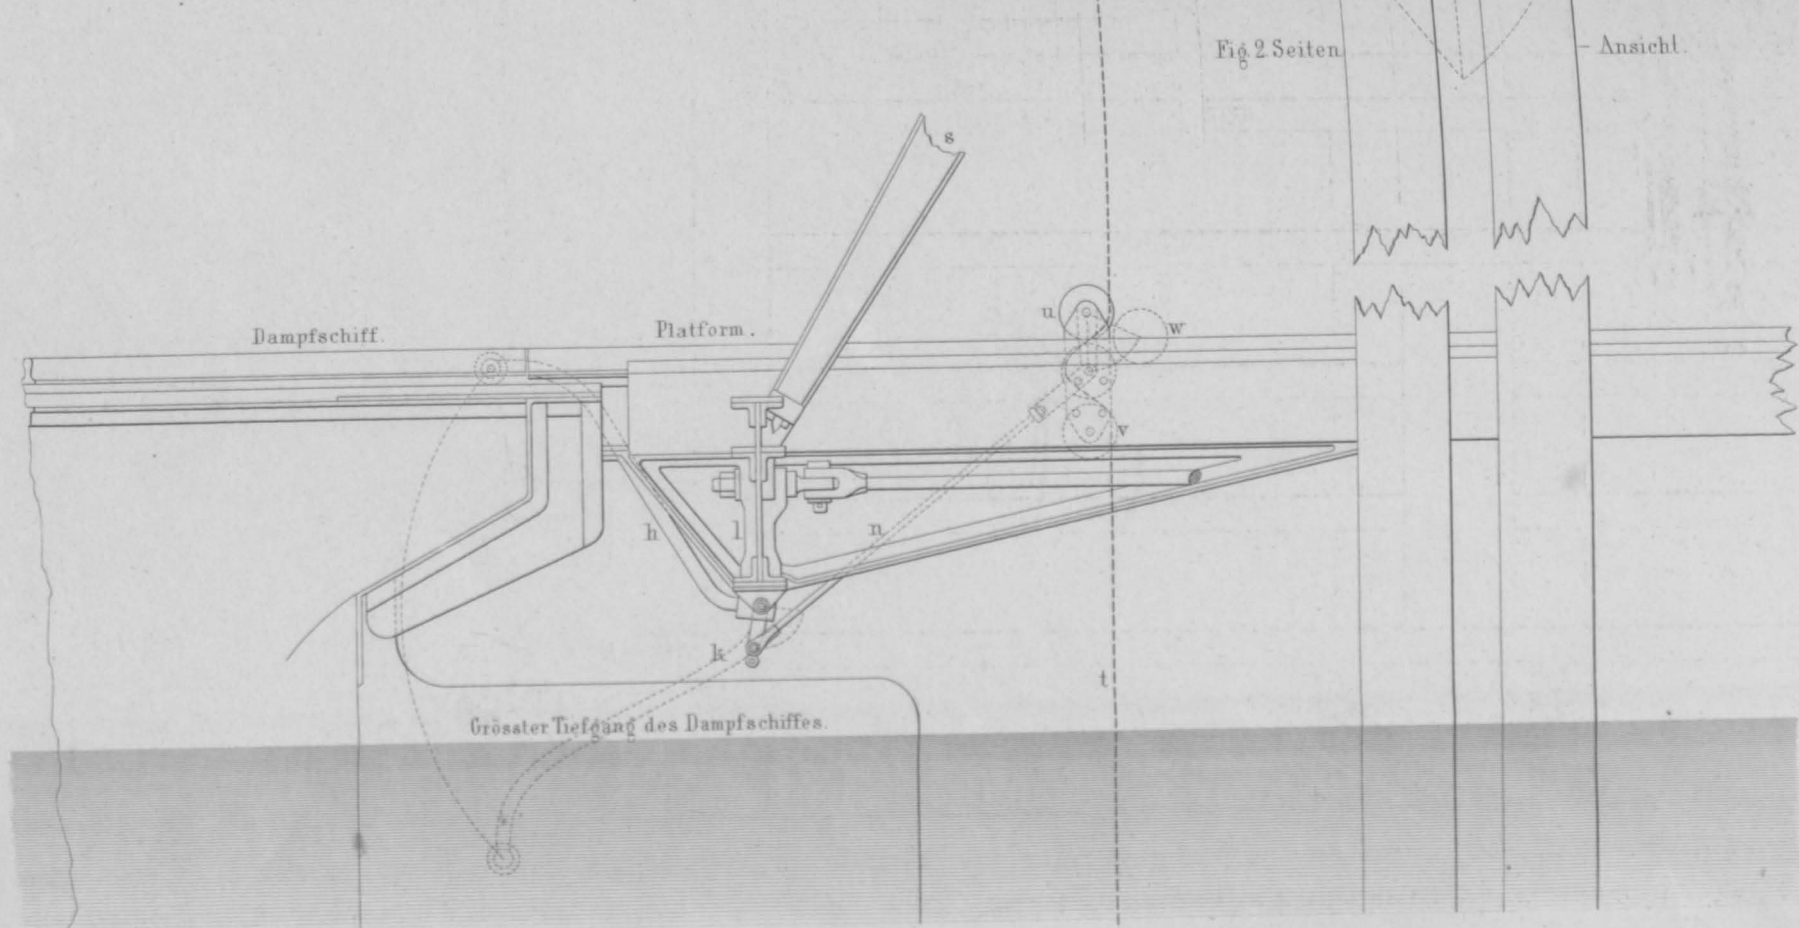 Fig. 2. Seiten - Ansicht.
s
u
w
Dampfschiff.
Platform.
v
h
l
n
k
t
Grösster Tiefgang des Dampfschiffes.